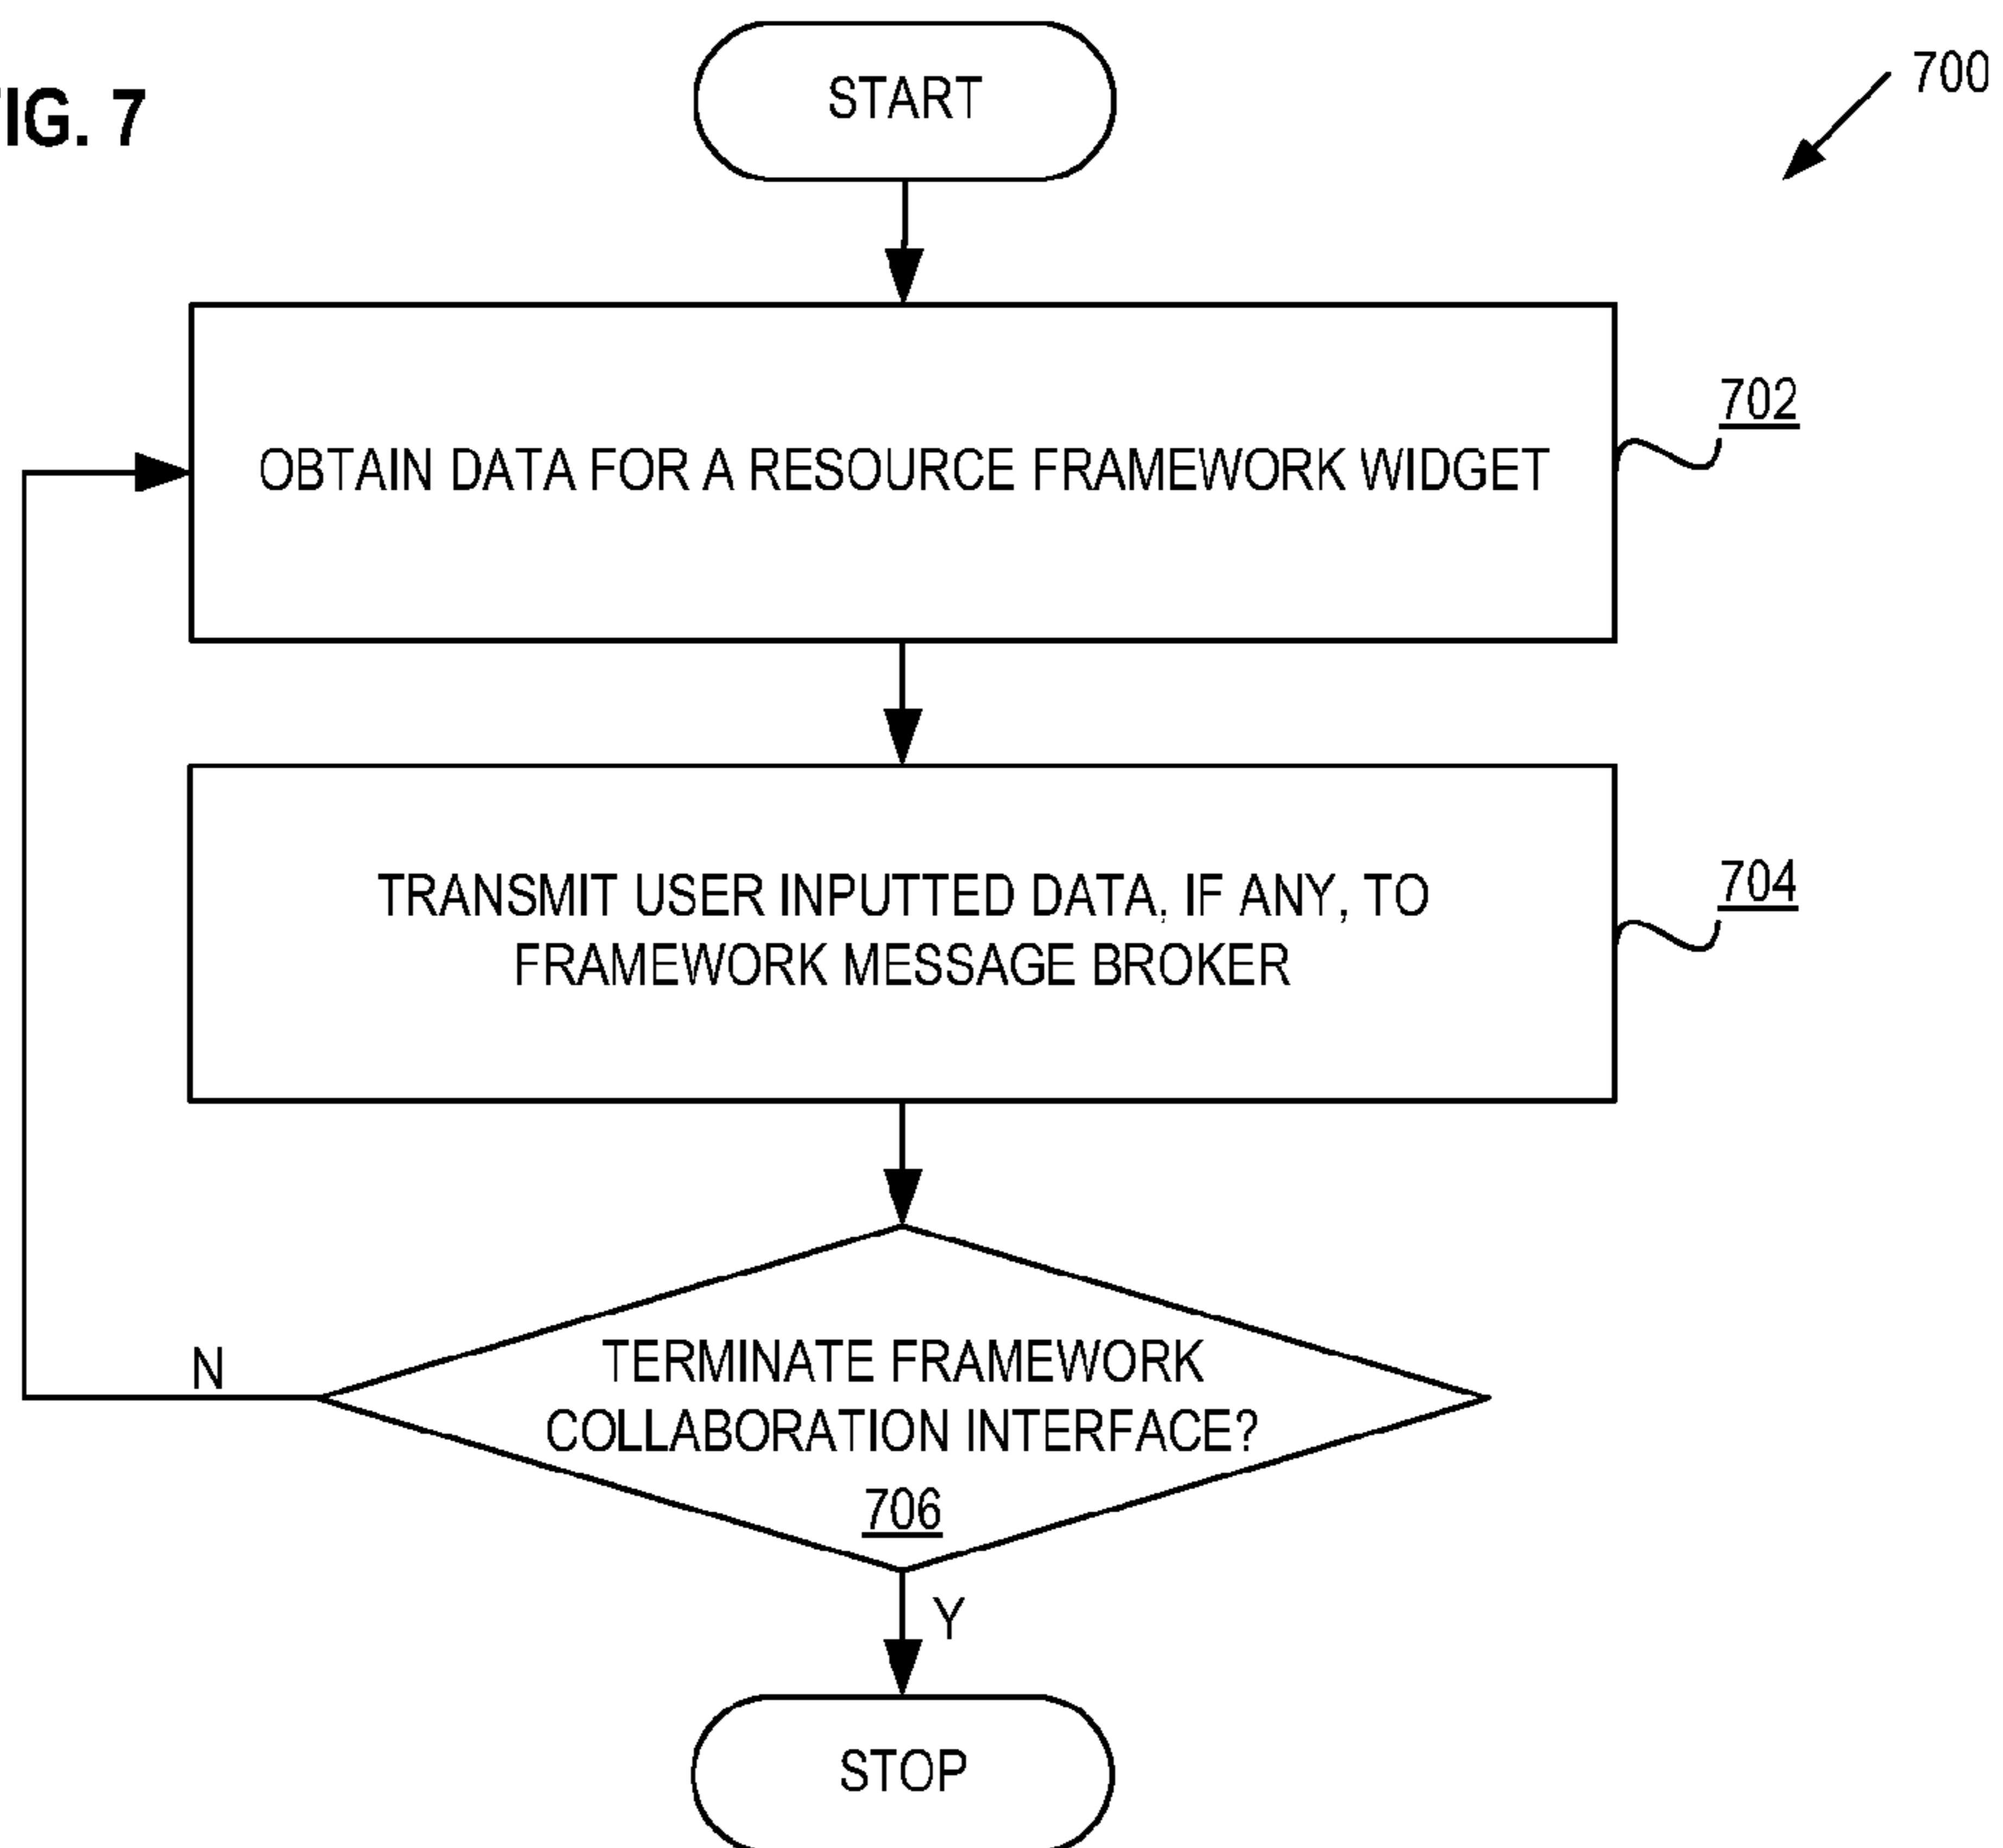 IG. 7
START
700
OBTAIN DATA FOR A RESOURCE FRAMEWORK WIDGET
702
TRANSMIT USER INPUTTED DATA, IF ANY, TO
FRAMEWORK MESSAGE BROKER
704
TERMINATE FRAMEWORK
COLLABORATION INTERFACE?
706
N
Y
STOP